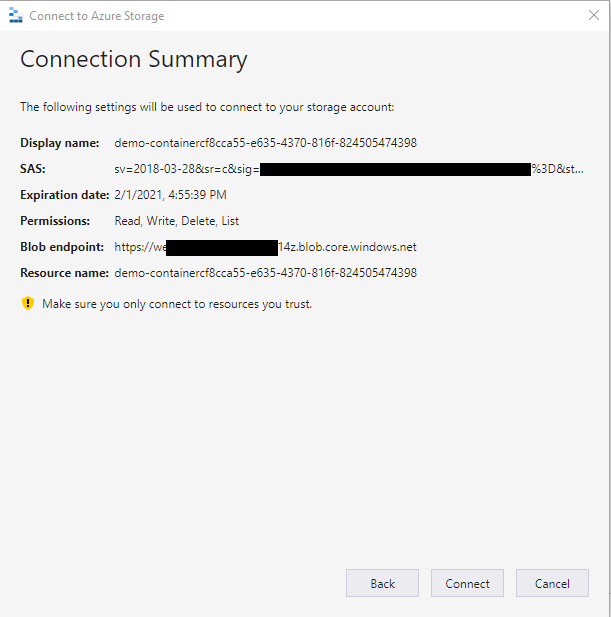 Connect to Azure Storage
Connection Summary
The following settings will be used to connect to your storage account:
Display name: demo-containercf8cca55-e635-4370-816f-824505474398
SAS: sv=2018-03-28&sr=c&sig= %3D&st...
Expiration date: 2/1/2021, 4:55:39 PM
Permissions: Read, Write, Delete, List
Blob endpoint: https://we 14z.blob.core.windows.net
Resource name: demo-containercf8cca55-e635-4370-816f-824505474398
Make sure you only connect to resources you trust.
Back Connect Cancel